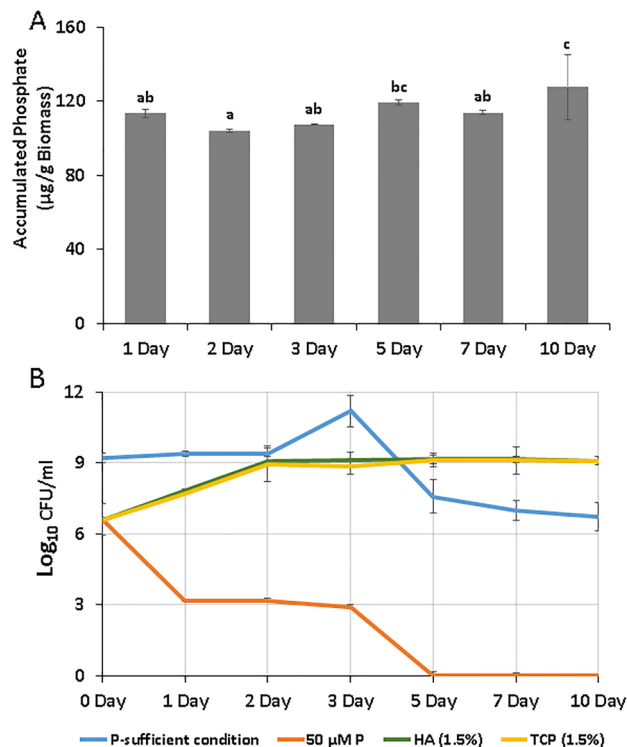 A
Accumulated Phosphate
(µg/g Biomass)
160
120
80
40
0
ab
a
ab
bc
ab
c
1 Day
2 Day
3 Day
5 Day
7 Day
10 Day
B
Log10 CFU/ml
12
9
6
3
0
0 Day
1 Day
2 Day
3 Day
5 Day
7 Day
10 Day
P-sufficient condition
50 µM P
HA (1.5%)
TCP (1.5%)